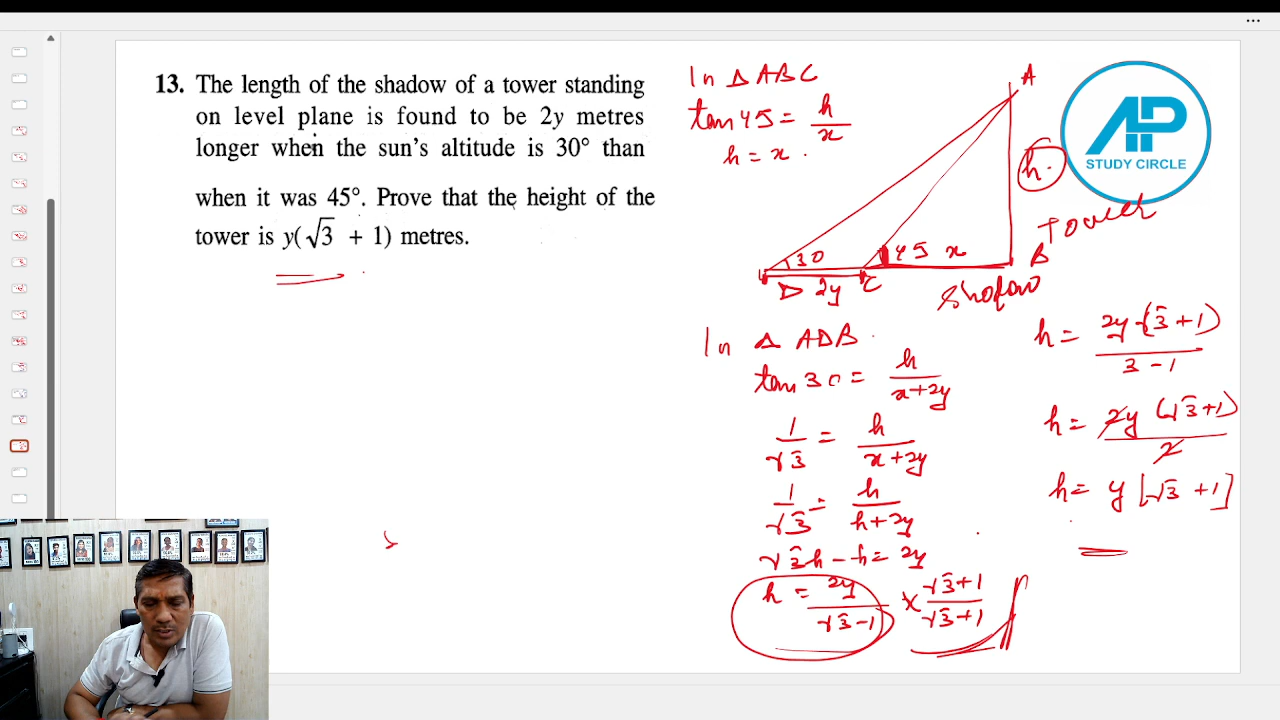 13. The length of the shadow of a tower standing
on level plane is found to be 2y metres
longer when the sun's altitude is 30° than
when it was 45°. Prove that the height of the
tower is y(√3 + 1) metres.
In Δ ABC
tan 45 = h/x
h = x.
A
h.
B
Tower
30
45 x
D 2y C
AP
STUDY CIRCLE
In Δ ADB.
tan 30 = h/(x+2y)
1/√3 = h/(x+2y)
1/√3 = h/(h+2y)
√3h - h = 2y
h = 2y/(√3-1) × (√3+1)/(√3+1)
h = 2y(√3+1)/(3-1)
h = 2y(√3+1)/2
h = y[√3+1]